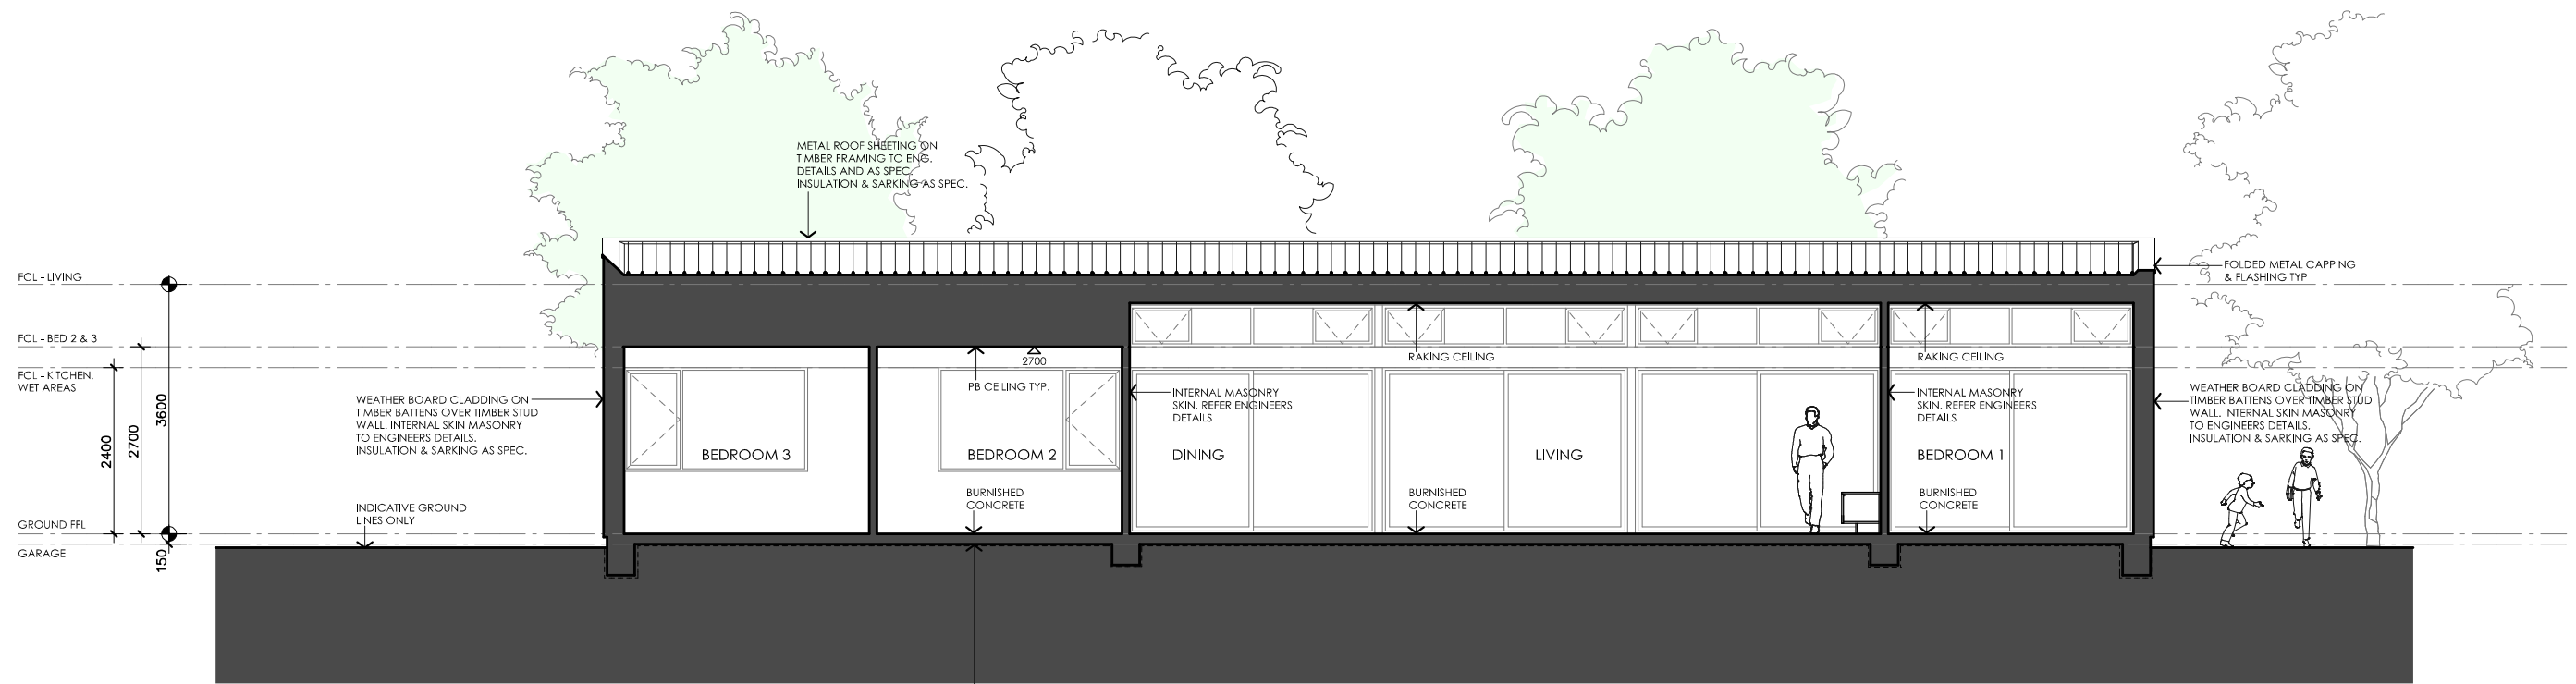 METAL ROOF SHEETING ON
TIMBER FRAMING TO ENG.
DETAILS AND AS SPEC.
INSULATION & SARKING AS SPEC.
FCL - LIVING
FOLDED METAL CAPPING
& FLASHING TYP
FCL - BED 2 & 3
2700
RAKING CEILING
RAKING CEILING
FCL - KITCHEN,
WET AREAS
PB CEILING TYP.
WEATHER BOARD CLADDING ON
TIMBER BATTENS OVER TIMBER STUD
WALL. INTERNAL SKIN MASONRY
TO ENGINEERS DETAILS.
INSULATION & SARKING AS SPEC.
INTERNAL MASONRY
SKIN. REFER ENGINEERS
DETAILS
INTERNAL MASONRY
SKIN. REFER ENGINEERS
DETAILS
WEATHER BOARD CLADDING ON
TIMBER BATTENS OVER TIMBER STUD
WALL. INTERNAL SKIN MASONRY
TO ENGINEERS DETAILS.
INSULATION & SARKING AS SPEC.
2400
2700
3600
BEDROOM 3
BEDROOM 2
DINING
LIVING
BEDROOM 1
BURNISHED
CONCRETE
BURNISHED
CONCRETE
BURNISHED
CONCRETE
INDICATIVE GROUND
LINES ONLY
GROUND FFL
GARAGE
150